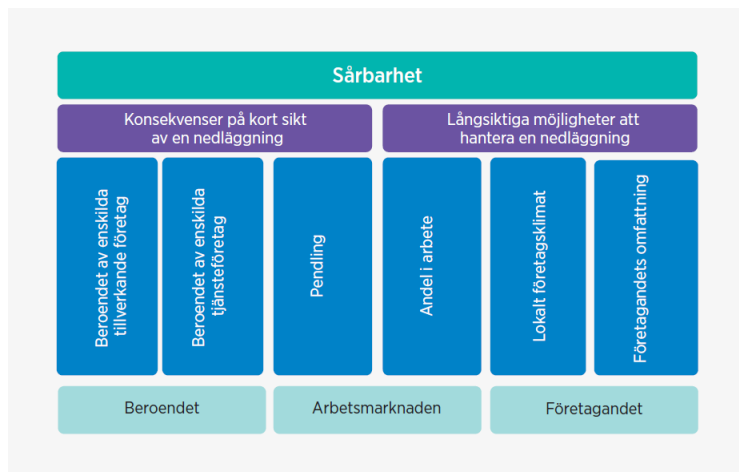 Sårbarhet
Konsekvenser på kort sikt
av en nedläggning
Långsiktiga möjligheter att
hantera en nedläggning
Beroendet av enskilda
tillverkande företag
Beroendet av enskilda
tjänsteföretag
Pendling
Andel i arbete
Lokalt företagsklimat
Företagandets omfattning
Beroendet
Arbetsmarknaden
Företagandet